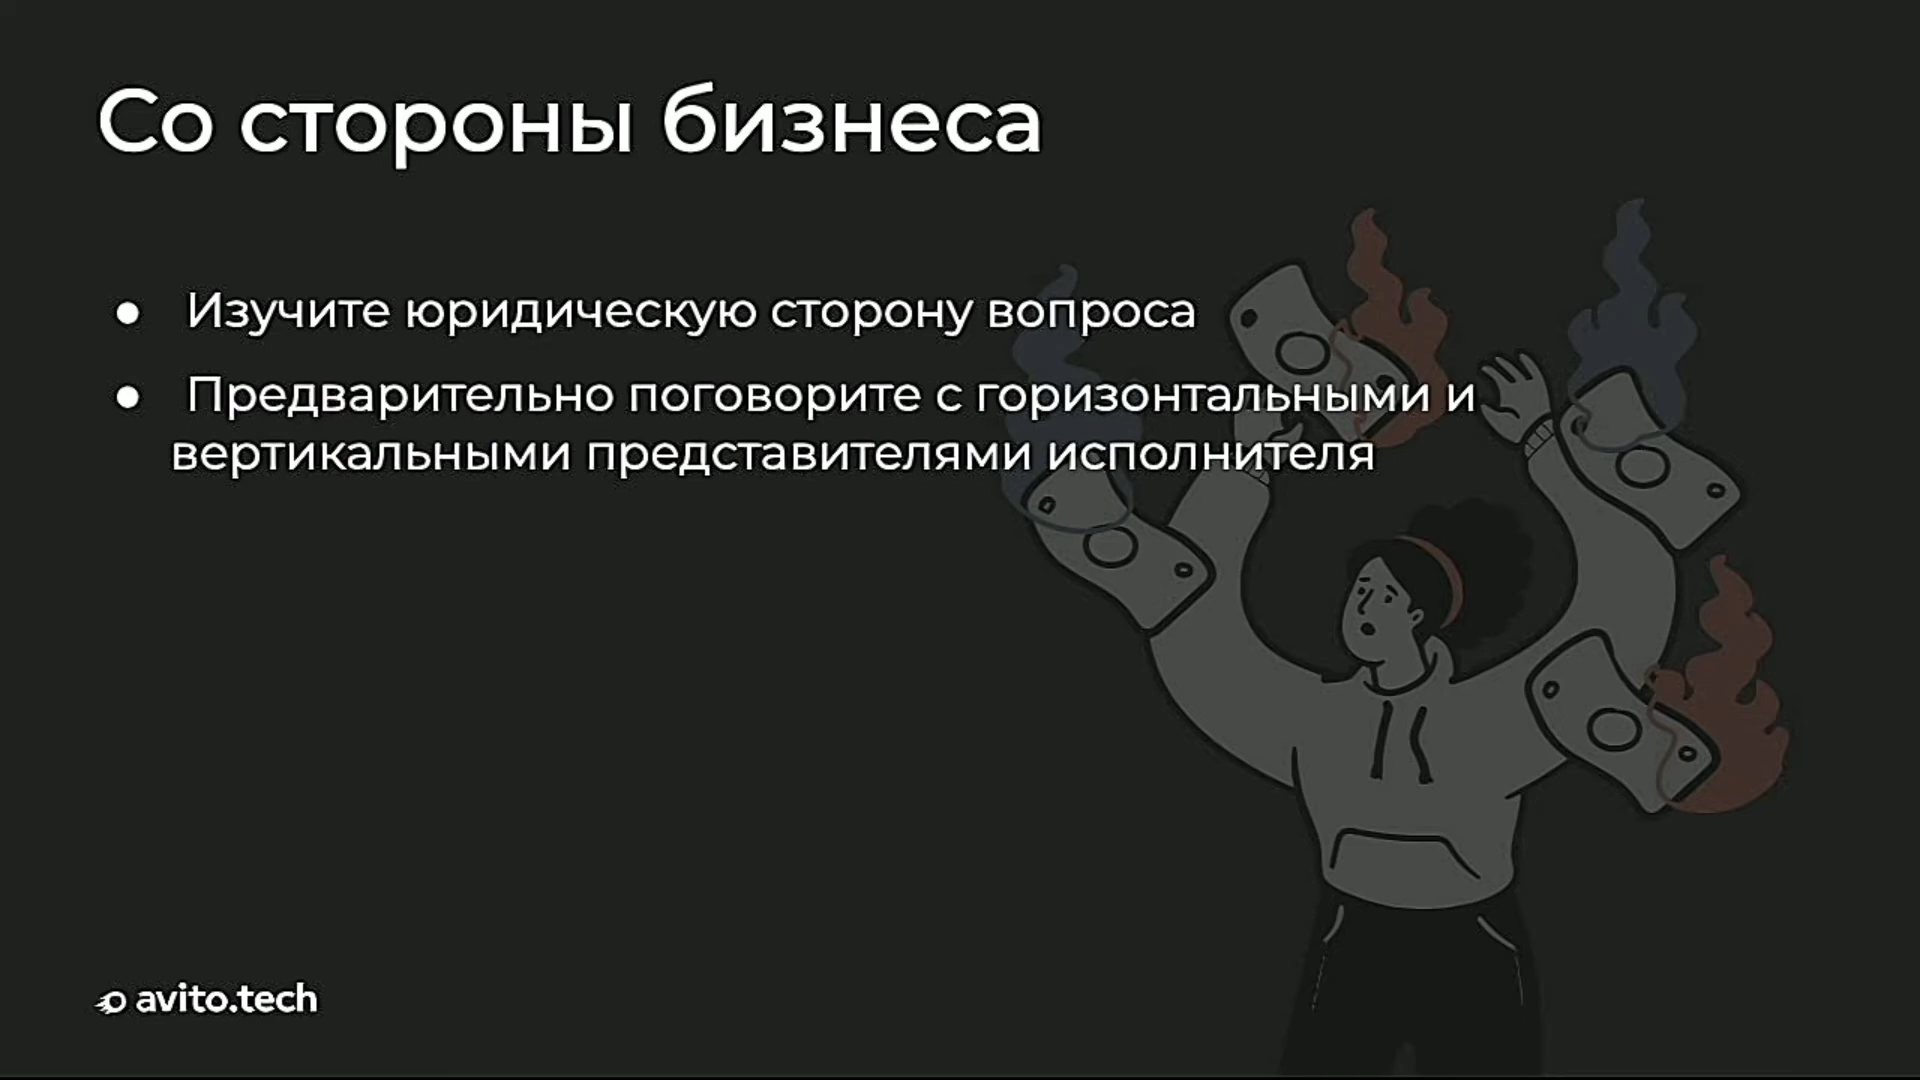 Со стороны бизнеса
● Изучите юридическую сторону вопроса
● Предварительно поговорите с горизонтальными и
вертикальными представителями исполнителя
avito.tech